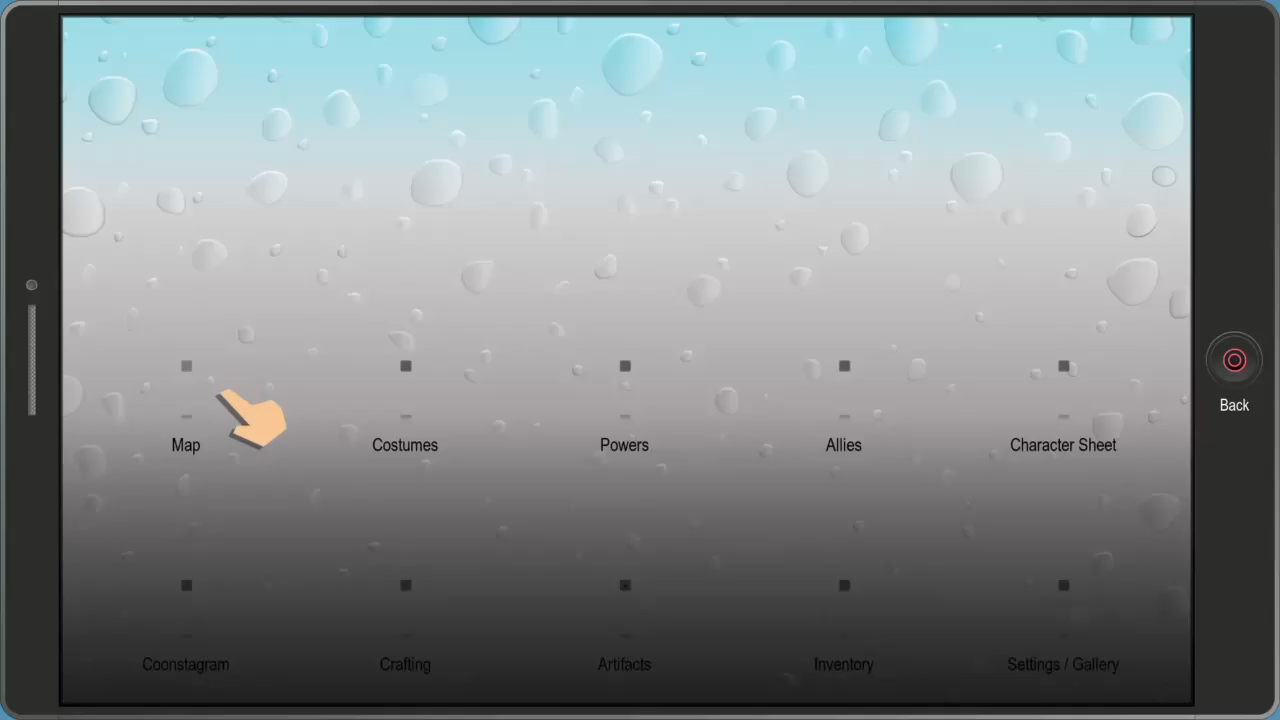 Map
Costumes
Powers
Allies
Character Sheet
Back
Coonstagram
Crafting
Artifacts
Inventory
Settings / Gallery